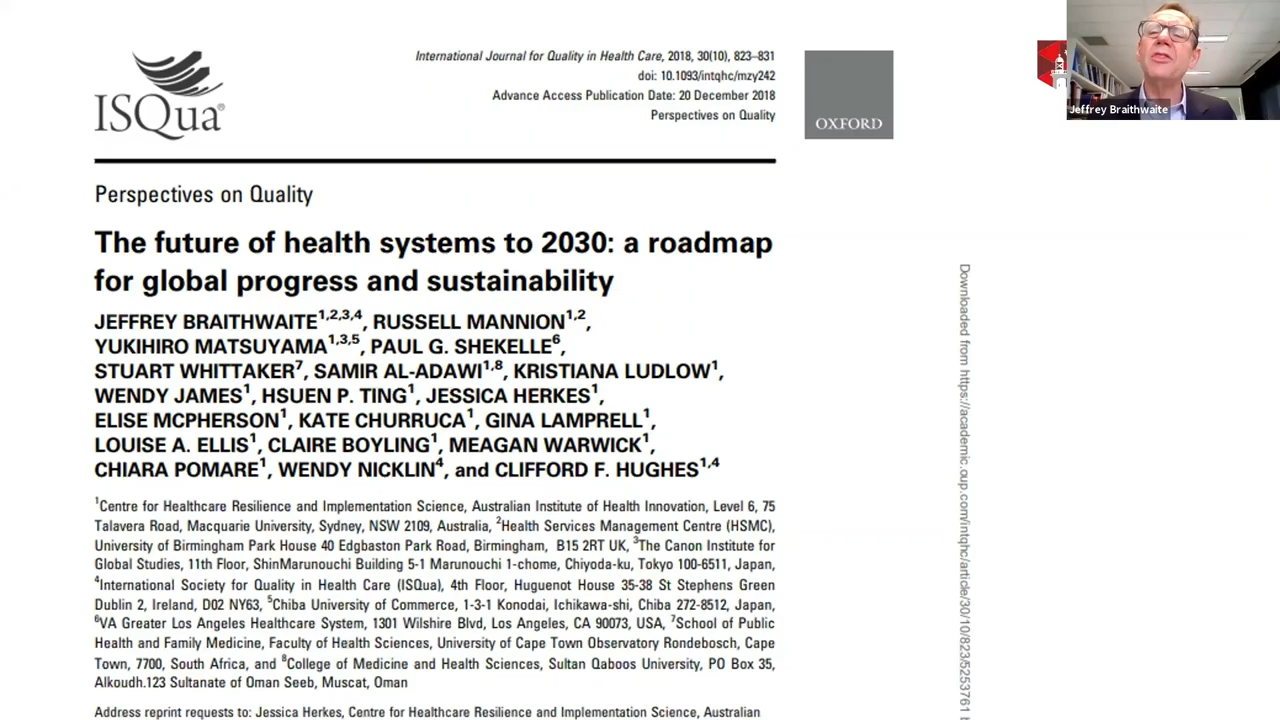 ISQua®
International Journal for Quality in Health Care, 2018, 30(10), 823–831
doi: 10.1093/intqhc/mzy242
Advance Access Publication Date: 20 December 2018
Perspectives on Quality
OXFORD
Jeffrey Braithwaite
Perspectives on Quality
The future of health systems to 2030: a roadmap
for global progress and sustainability
JEFFREY BRAITHWAITE1,2,3,4, RUSSELL MANNION1,2,
YUKIHIRO MATSUYAMA1,3,5, PAUL G. SHEKELLE6,
STUART WHITTAKER7, SAMIR AL-ADAWI1,8, KRISTIANA LUDLOW1,
WENDY JAMES1, HSUEN P. TING1, JESSICA HERKES1,
ELISE MCPHERSON1, KATE CHURRUCA1, GINA LAMPRELL1,
LOUISE A. ELLIS1, CLAIRE BOYLING1, MEAGAN WARWICK1,
CHIARA POMARE1, WENDY NICKLIN4, and CLIFFORD F. HUGHES1,4
1Centre for Healthcare Resilience and Implementation Science, Australian Institute of Health Innovation, Level 6, 75
Talavera Road, Macquarie University, Sydney, NSW 2109, Australia, 2Health Services Management Centre (HSMC),
University of Birmingham Park House 40 Edgbaston Park Road, Birmingham, B15 2RT UK, 3The Canon Institute for
Global Studies, 11th Floor, ShinMarunouchi Building 5-1 Marunouchi 1-chome, Chiyoda-ku, Tokyo 100-6511, Japan,
4International Society for Quality in Health Care (ISQua), 4th Floor, Huguenot House 35-38 St Stephens Green
Dublin 2, Ireland, D02 NY63, 5Chiba University of Commerce, 1-3-1 Konodai, Ichikawa-shi, Chiba 272-8512, Japan,
6VA Greater Los Angeles Healthcare System, 1301 Wilshire Blvd, Los Angeles, CA 90073, USA, 7School of Public
Health and Family Medicine, Faculty of Health Sciences, University of Cape Town Observatory Rondebosch, Cape
Town, 7700, South Africa, and 8College of Medicine and Health Sciences, Sultan Qaboos University, PO Box 35,
Alkoudh.123 Sultanate of Oman Seeb, Muscat, Oman
Address reprint requests to: Jessica Herkes, Centre for Healthcare Resilience and Implementation Science, Australian
Downloaded from https://academic.oup.com/intqhc/article/30/10/823/5253761